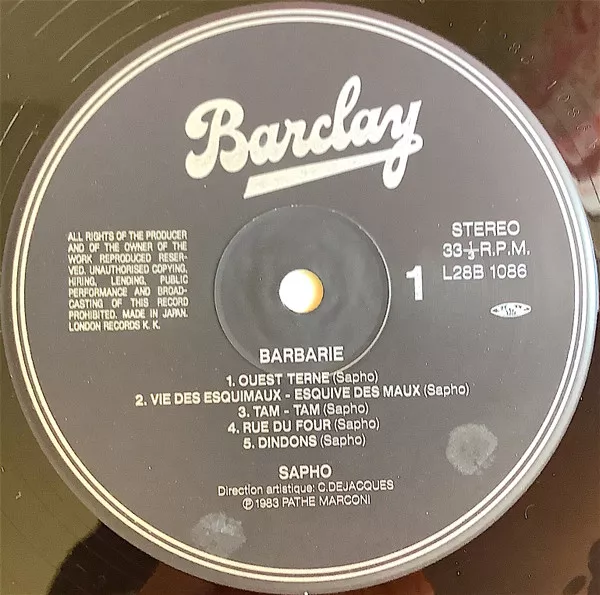 Barclay
ALL RIGHTS OF THE PRODUCER
AND OF THE OWNER OF THE
WORK REPRODUCED RESER-
VED. UNAUTHORISED COPYING,
HIRING, LENDING, PUBLIC
PERFORMANCE AND BROAD-
CASTING OF THIS RECORD
PROHIBITED. MADE IN JAPAN.
LONDON RECORDS K. K.
STEREO
33⅓R.P.M.
L28B 1086
1
BARBARIE
1. OUEST TERNE (Sapho)
2. VIE DES ESQUIMAUX - ESQUIVE DES MAUX (Sapho)
3. TAM - TAM (Sapho)
4. RUE DU FOUR (Sapho)
5. DINDONS (Sapho)
SAPHO
Direction artistique: C.DEJACQUES
℗ 1983 PATHE MARCONI